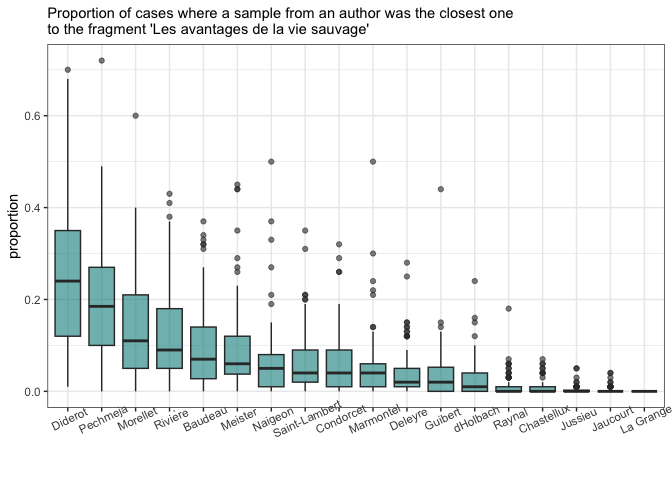 Proportion of cases where a sample from an author was the closest one
to the fragment 'Les avantages de la vie sauvage'
proportion
0.6
0.4
0.2
0.0
Diderot
Pechmeja
Morellet
Rivière
Baudeau
Meister
Naigeon
Saint-Lambert
Condorcet
Marmontel
Deleyre
Guibert
dHolbach
Raynal
Chastellux
Jussieu
Jaucourt
La Grange